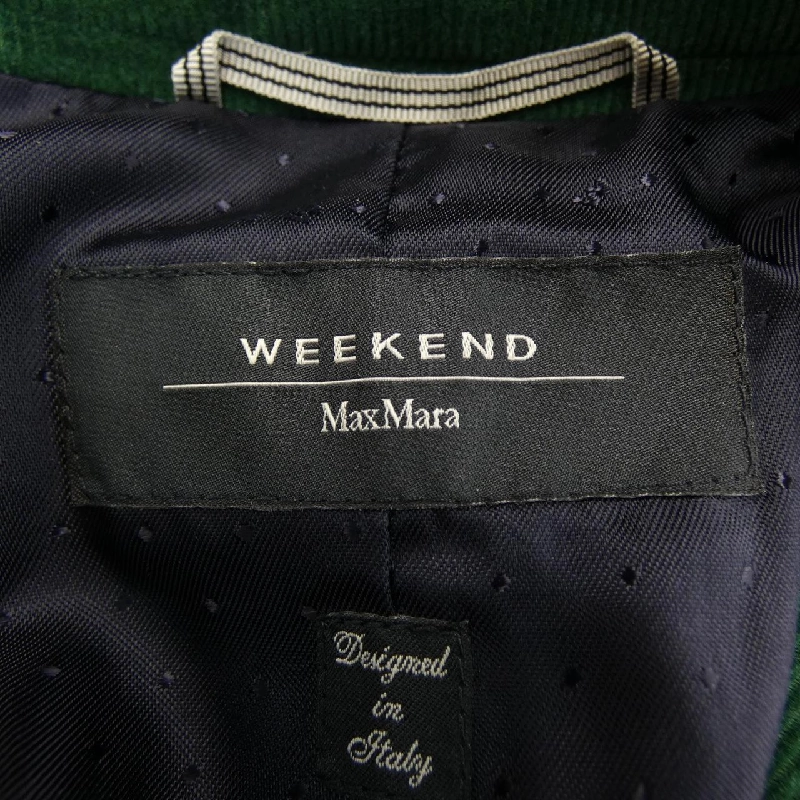 WEEKEND
MaxMara
Designed
in
Italy